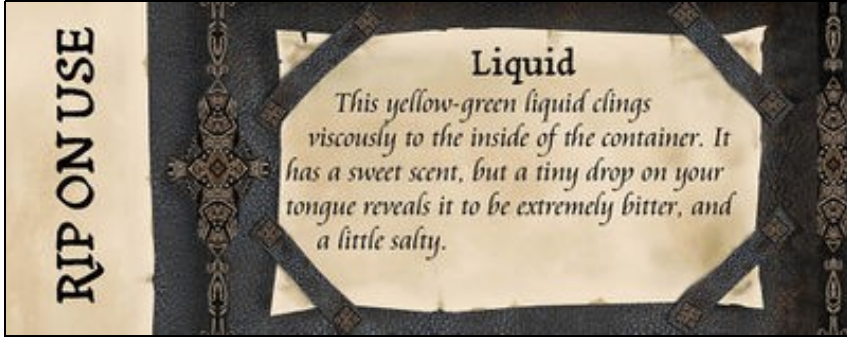 RIP ON USE
Liquid
This yellow-green liquid clings
viscously to the inside of the container. It
has a sweet scent, but a tiny drop on your
tongue reveals it to be extremely bitter, and
a little salty.